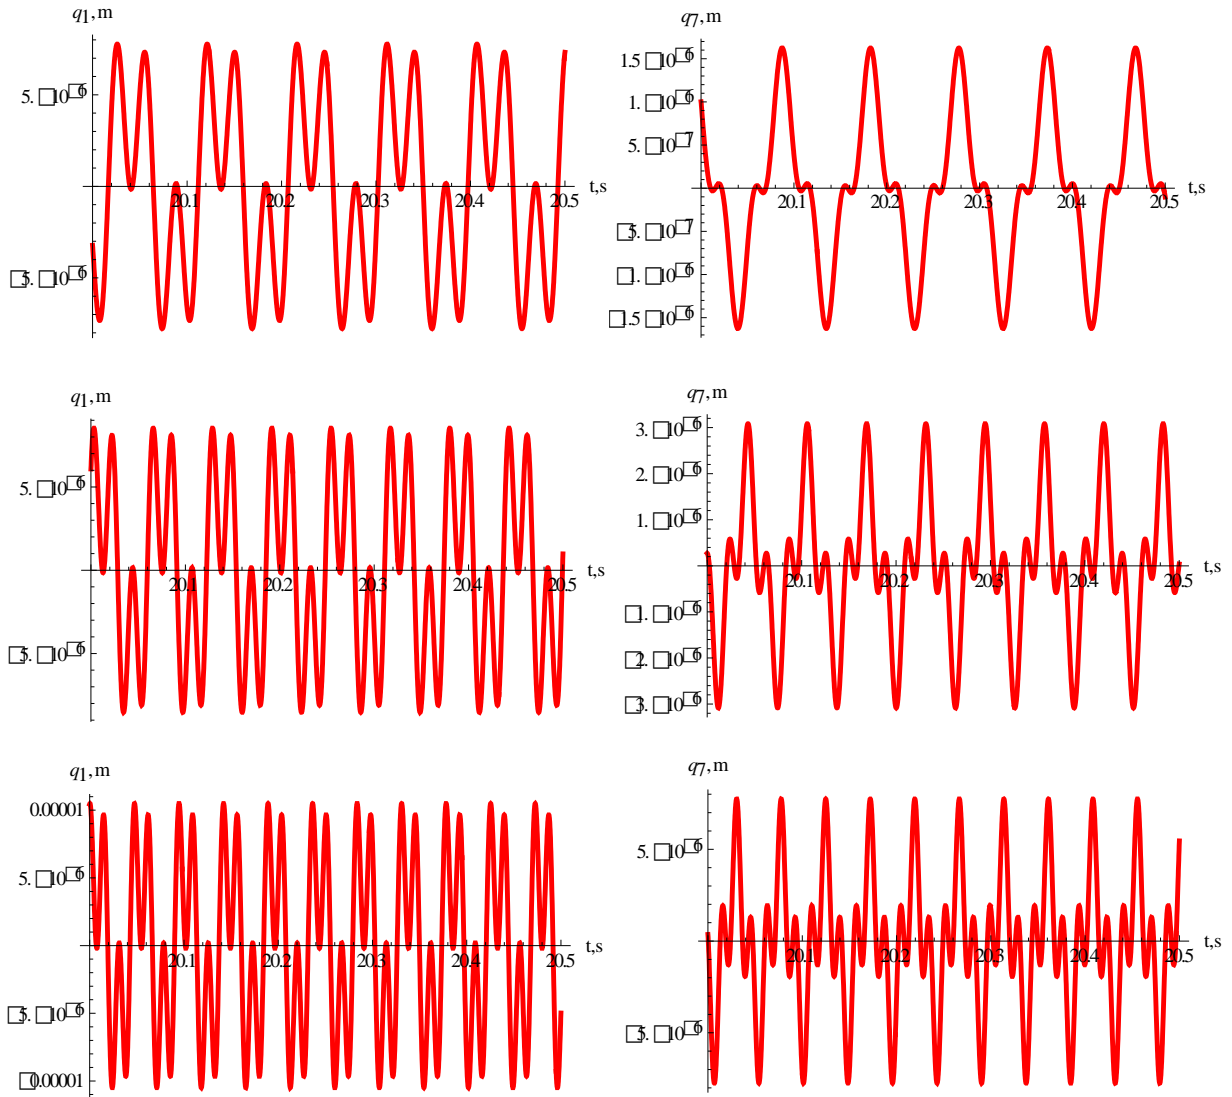 q1,m
5. □10□6
t,s
20.1 20.2 20.3 20.4 20.5
□5. □10□6
q7,m
1.5 □10□6
1. □10□6
5. □10□7
t,s
20.1 20.2 20.3 20.4 20.5
□5. □10□7
□1. □10□6
□1.5 □10□6
q1,m
5. □10□6
t,s
20.1 20.2 20.3 20.4 20.5
□5. □10□6
q7,m
3. □10□6
2. □10□6
1. □10□6
t,s
20.1 20.2 20.3 20.4 20.5
□1. □10□6
□2. □10□6
□3. □10□6
q1,m
0.00001
5. □10□6
t,s
20.1 20.2 20.3 20.4 20.5
□5. □10□6
□0.00001
q7,m
5. □10□6
t,s
20.1 20.2 20.3 20.4 20.5
□5. □10□6